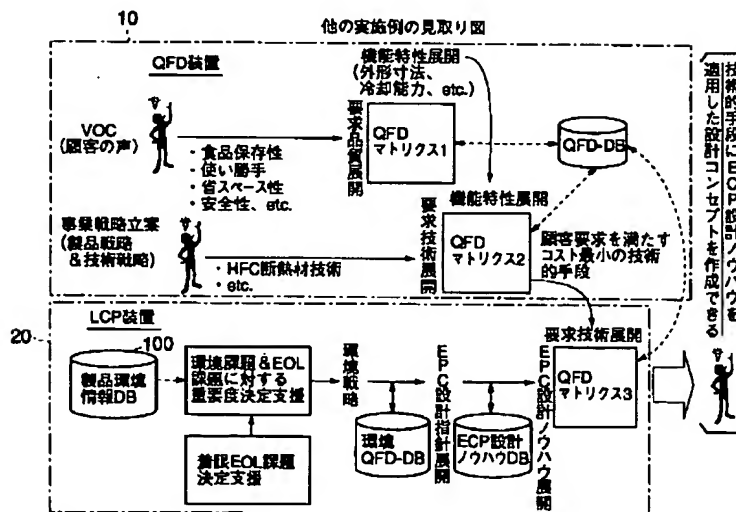 他の実施例の見取り図
10
QFD装置
機能特性展開
(外形寸法、
冷却能力、etc.)
VOC
(顧客の声)
・食品保存性
・使い勝手
・省スペース性
・安全性、etc.
要求品質展開
QFD
マトリクス1
QFD-DB
機能特性展開
事業戦略立案
(製品戦略
&技術戦略)
・HFC断熱材技術
・etc.
要求技術展開
QFD
マトリクス2
顧客要求を満たす
コスト最小の技術
的手段
技術的手段にECP設計ノウハウを
適用した設計コンセプトを作成できる
20
LCP装置
100
製品環境
情報DB
環境課題&EOL
課題に対する
重要度決定支援
着眼EOL課題
決定支援
環境戦略
環境
QFD-DB
EPC設計指針展開
ECP設計
ノウハウDB
EPC設計ノウハウ展開
要求技術展開
QFD
マトリクス3